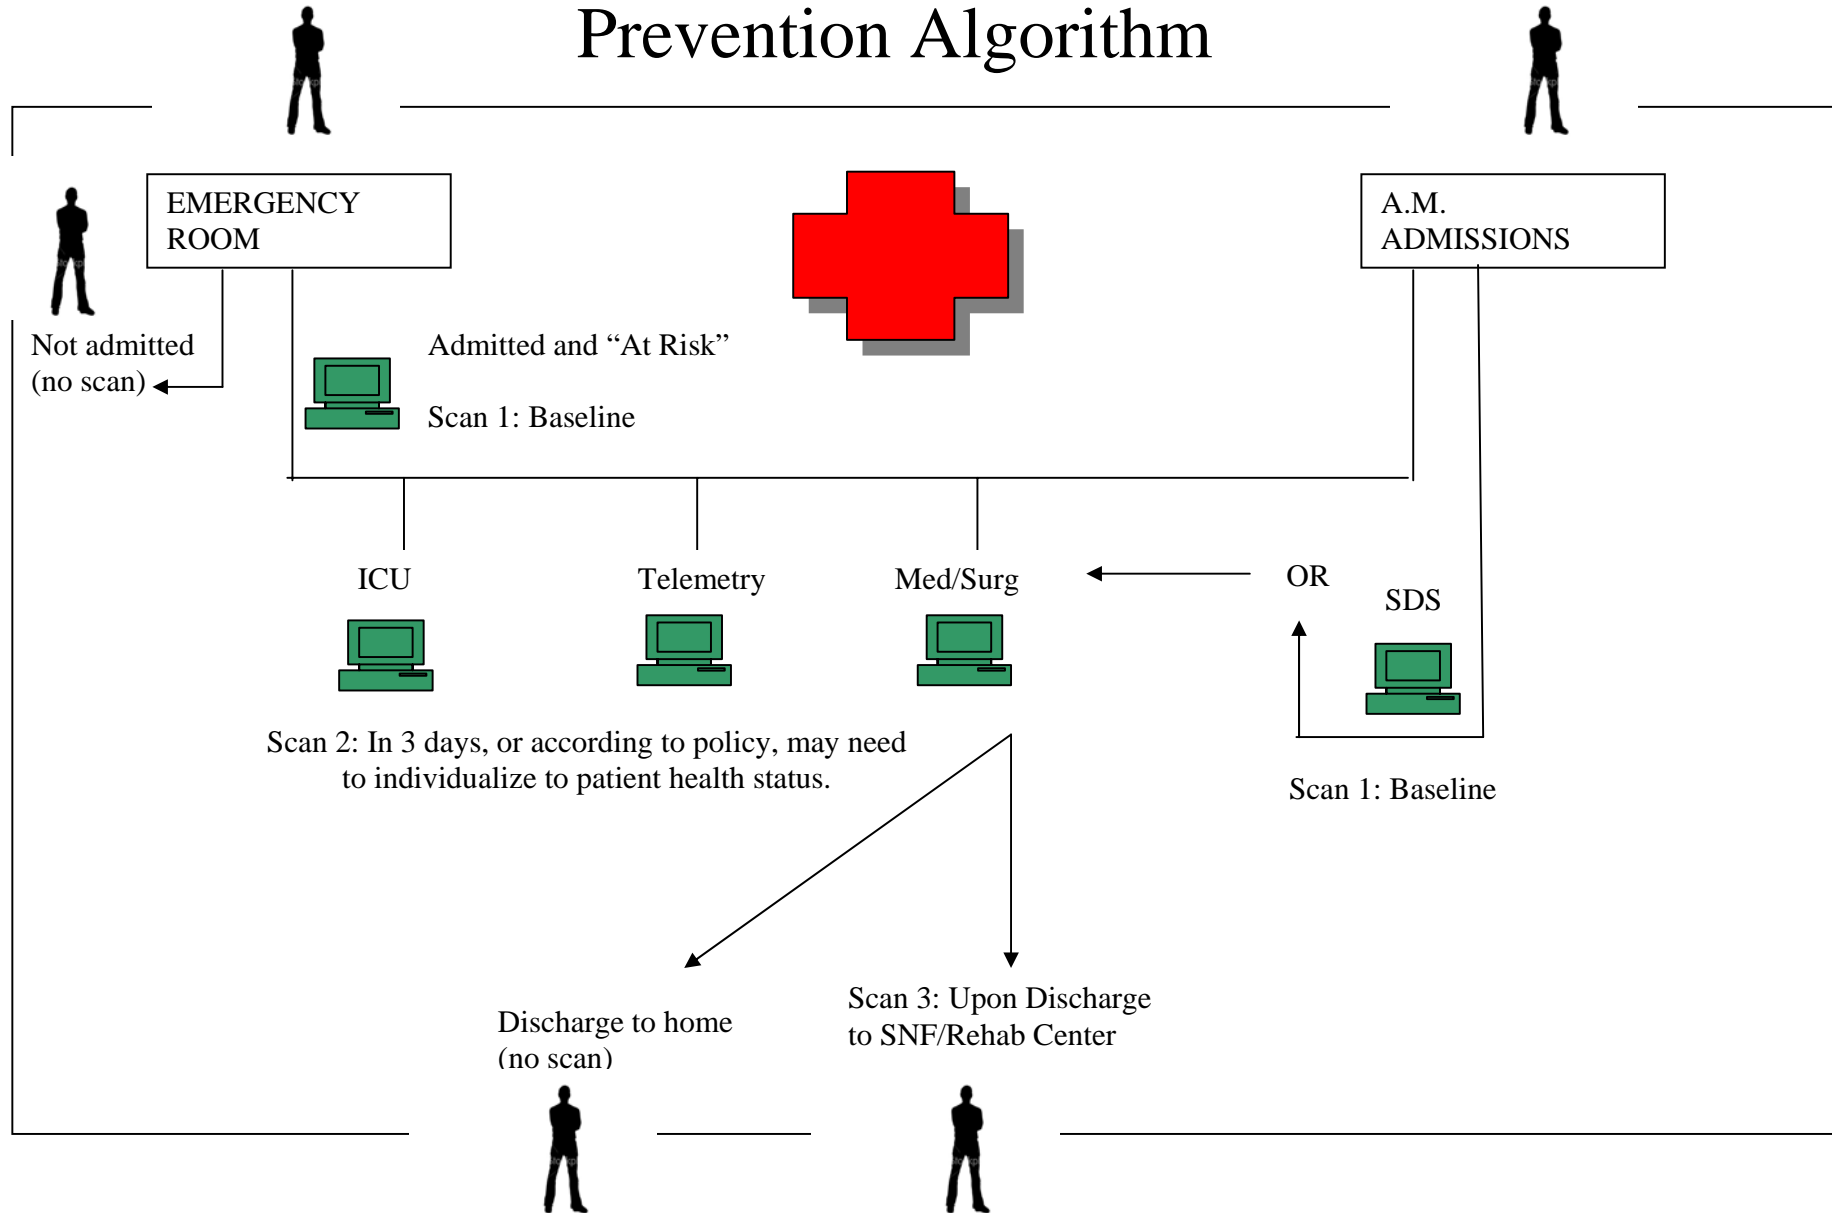 Prevention Algorithm
EMERGENCY
ROOM
A.M.
ADMISSIONS
Not admitted
(no scan)
Admitted and “At Risk”
Scan 1: Baseline
ICU
Telemetry
Med/Surg
OR
SDS
Scan 2: In 3 days, or according to policy, may need
to individualize to patient health status.
Scan 1: Baseline
Discharge to home
(no scan)
Scan 3: Upon Discharge
to SNF/Rehab Center